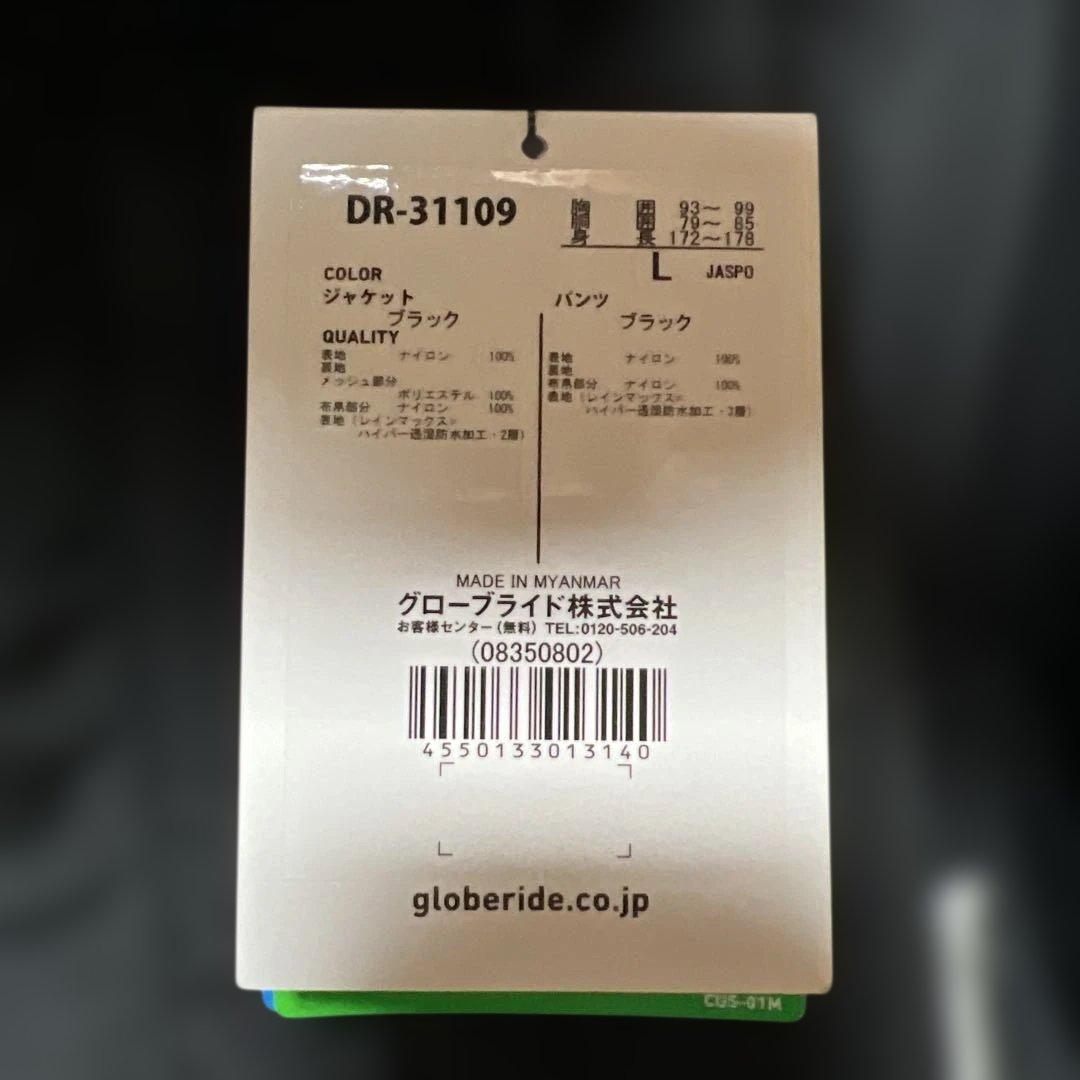 DR-31109
胸 囲 93～ 99
胴 囲 79～ 85
身 長 172～178
L JASPO
COLOR
ジャケット
ブラック
パンツ
ブラック
QUALITY
表地 ナイロン 100%
裏地
メッシュ部分
ポリエステル 100%
布帛部分 ナイロン 100%
表地（レインマックス®
ハイパー透湿防水加工・2層）
表地 ナイロン 100%
裏地
布帛部分 ナイロン 100%
表地（レインマックス®
ハイパー透湿防水加工・3層）
MADE IN MYANMAR
グローブライド株式会社
お客様センター（無料） TEL:0120-506-204
(08350802)
4550133013140
globeride.co.jp
CGS-01M